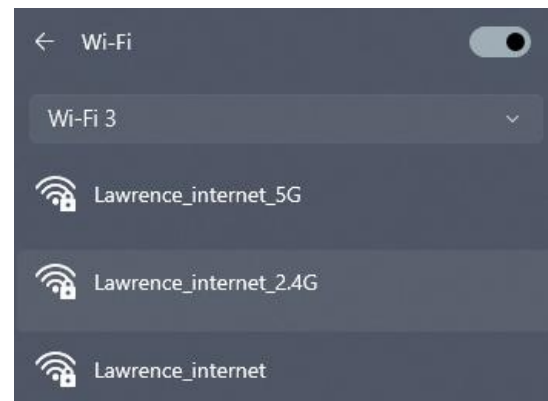 Wi-Fi
Wi-Fi 3
Lawrence_internet_5G
Lawrence_internet_2.4G
Lawrence_internet